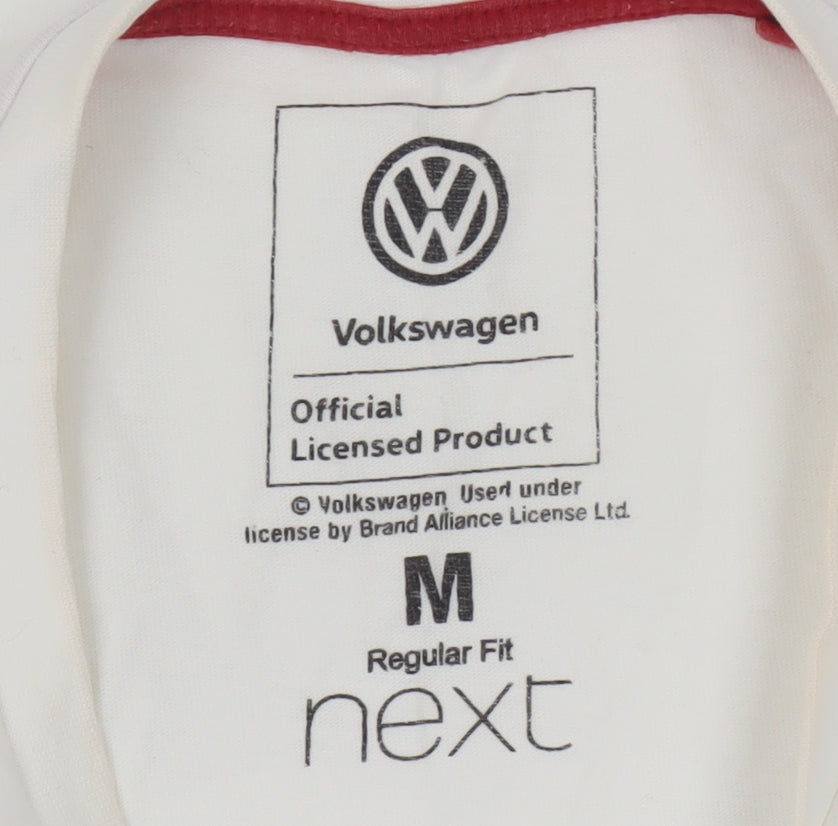 Volkswagen
Official
Licensed Product
© Volkswagen Used under
license by Brand Alliance License Ltd.
M
Regular Fit
next